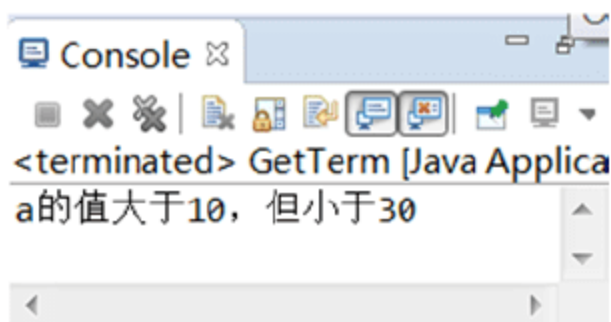 Console
<terminated> GetTerm [Java Applica
a的值大于10，但小于30